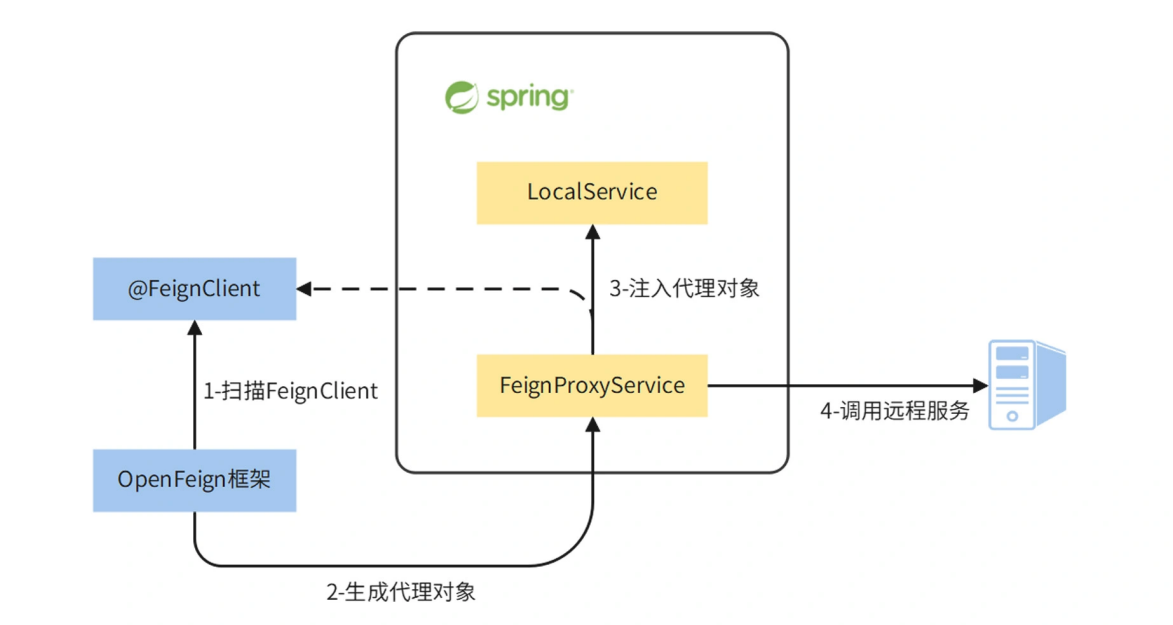 spring
LocalService
@FeignClient
3-注入代理对象
1-扫描FeignClient
FeignProxyService
4-调用远程服务
OpenFeign框架
2-生成代理对象